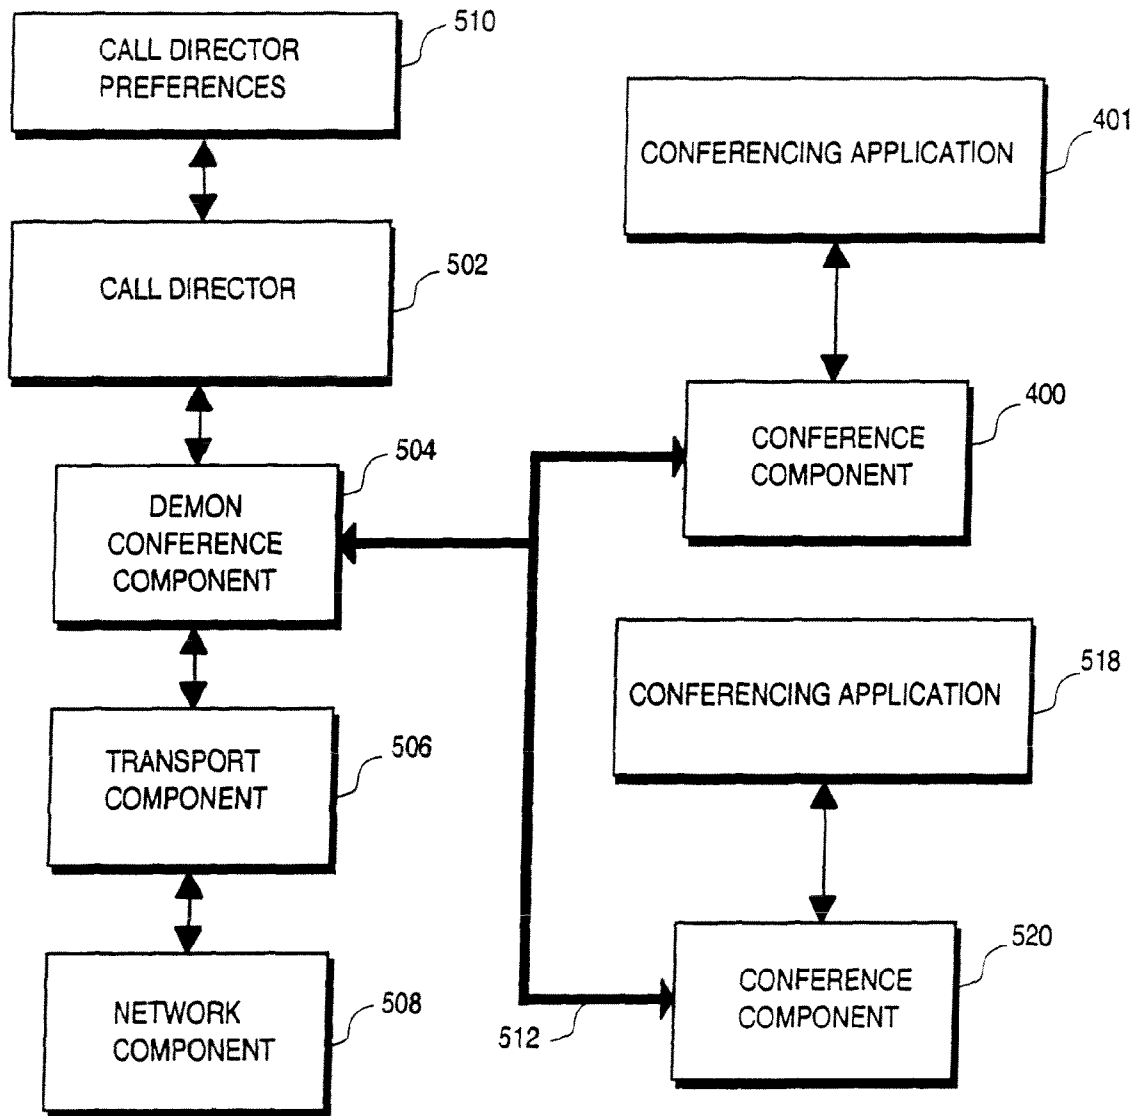 CALL DIRECTOR
PREFERENCES
510
CALL DIRECTOR
502
DEMON
CONFERENCE
COMPONENT
504
TRANSPORT
COMPONENT
506
NETWORK
COMPONENT
508
CONFERENCING APPLICATION
401
CONFERENCE
COMPONENT
400
CONFERENCING APPLICATION
518
CONFERENCE
COMPONENT
520
512